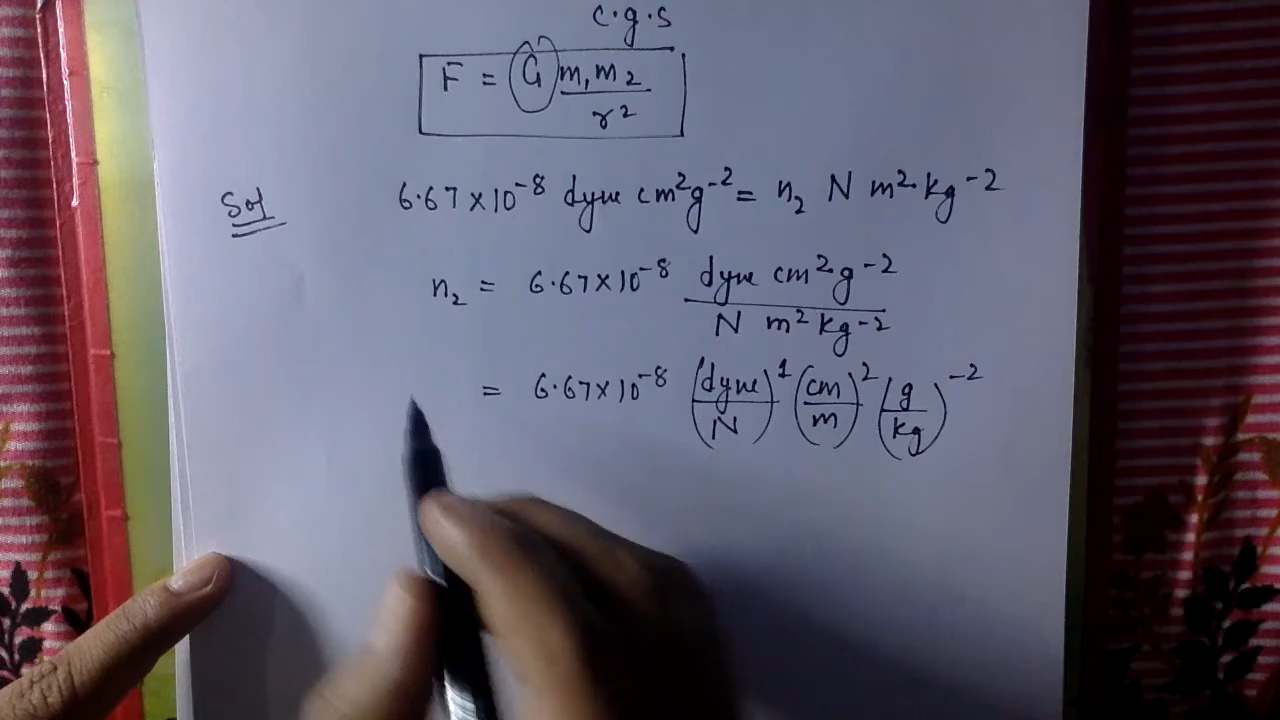 c.g.s
F = G m₁m₂ / r²
Sol 6.67×10⁻⁸ dyne cm²g⁻² = n₂ N m² kg⁻²
n₂ = 6.67×10⁻⁸ dyne cm²g⁻² / N m² kg⁻²
= 6.67×10⁻⁸ (dyne/N)¹ (cm/m)² (g/kg)⁻²